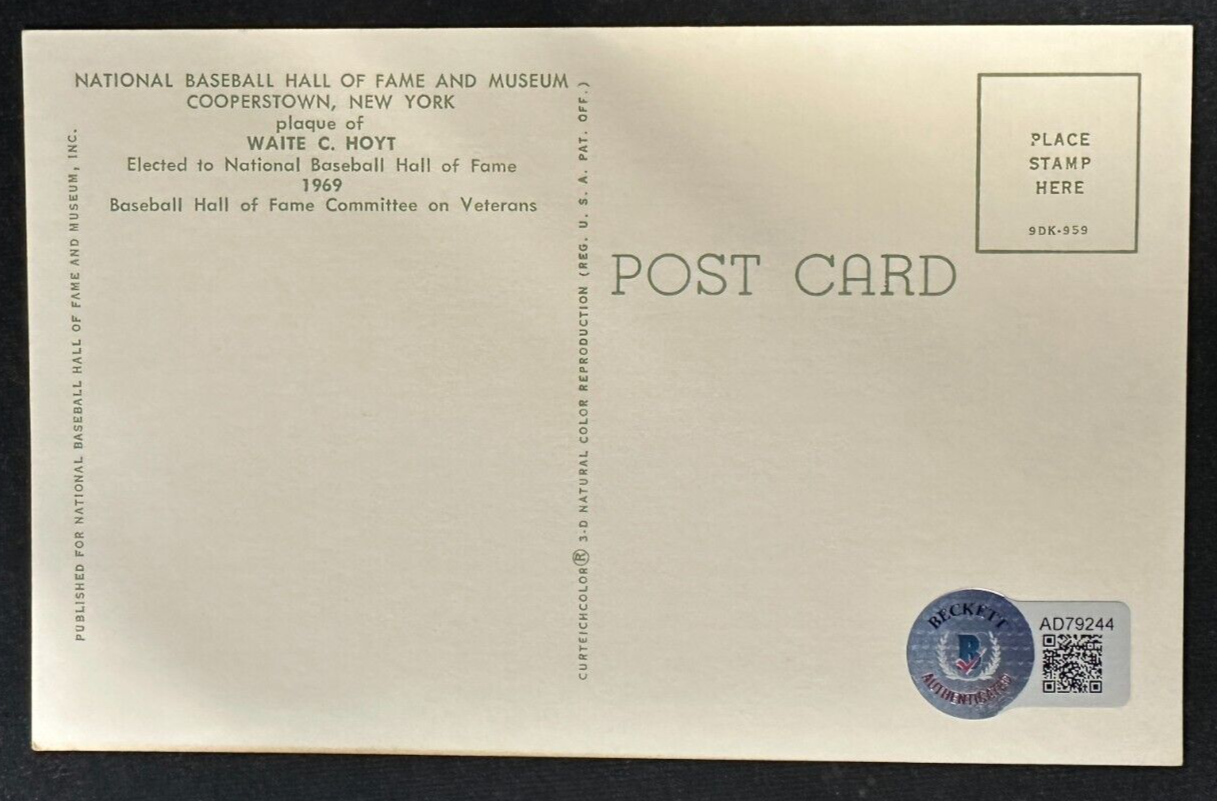 NATIONAL BASEBALL HALL OF FAME AND MUSEUM
COOPERSTOWN, NEW YORK
plaque of
WAITE C. HOYT
Elected to National Baseball Hall of Fame
1969
Baseball Hall of Fame Committee on Veterans
PUBLISHED FOR NATIONAL BASEBALL HALL OF FAME AND MUSEUM, INC.
CURTEICHCOLOR® 3-D NATURAL COLOR REPRODUCTION (REG. U. S. A. PAT. OFF.)
PLACE
STAMP
HERE
9DK-959
POST CARD
BECKETT
B
AUTHENTICATION
AD79244